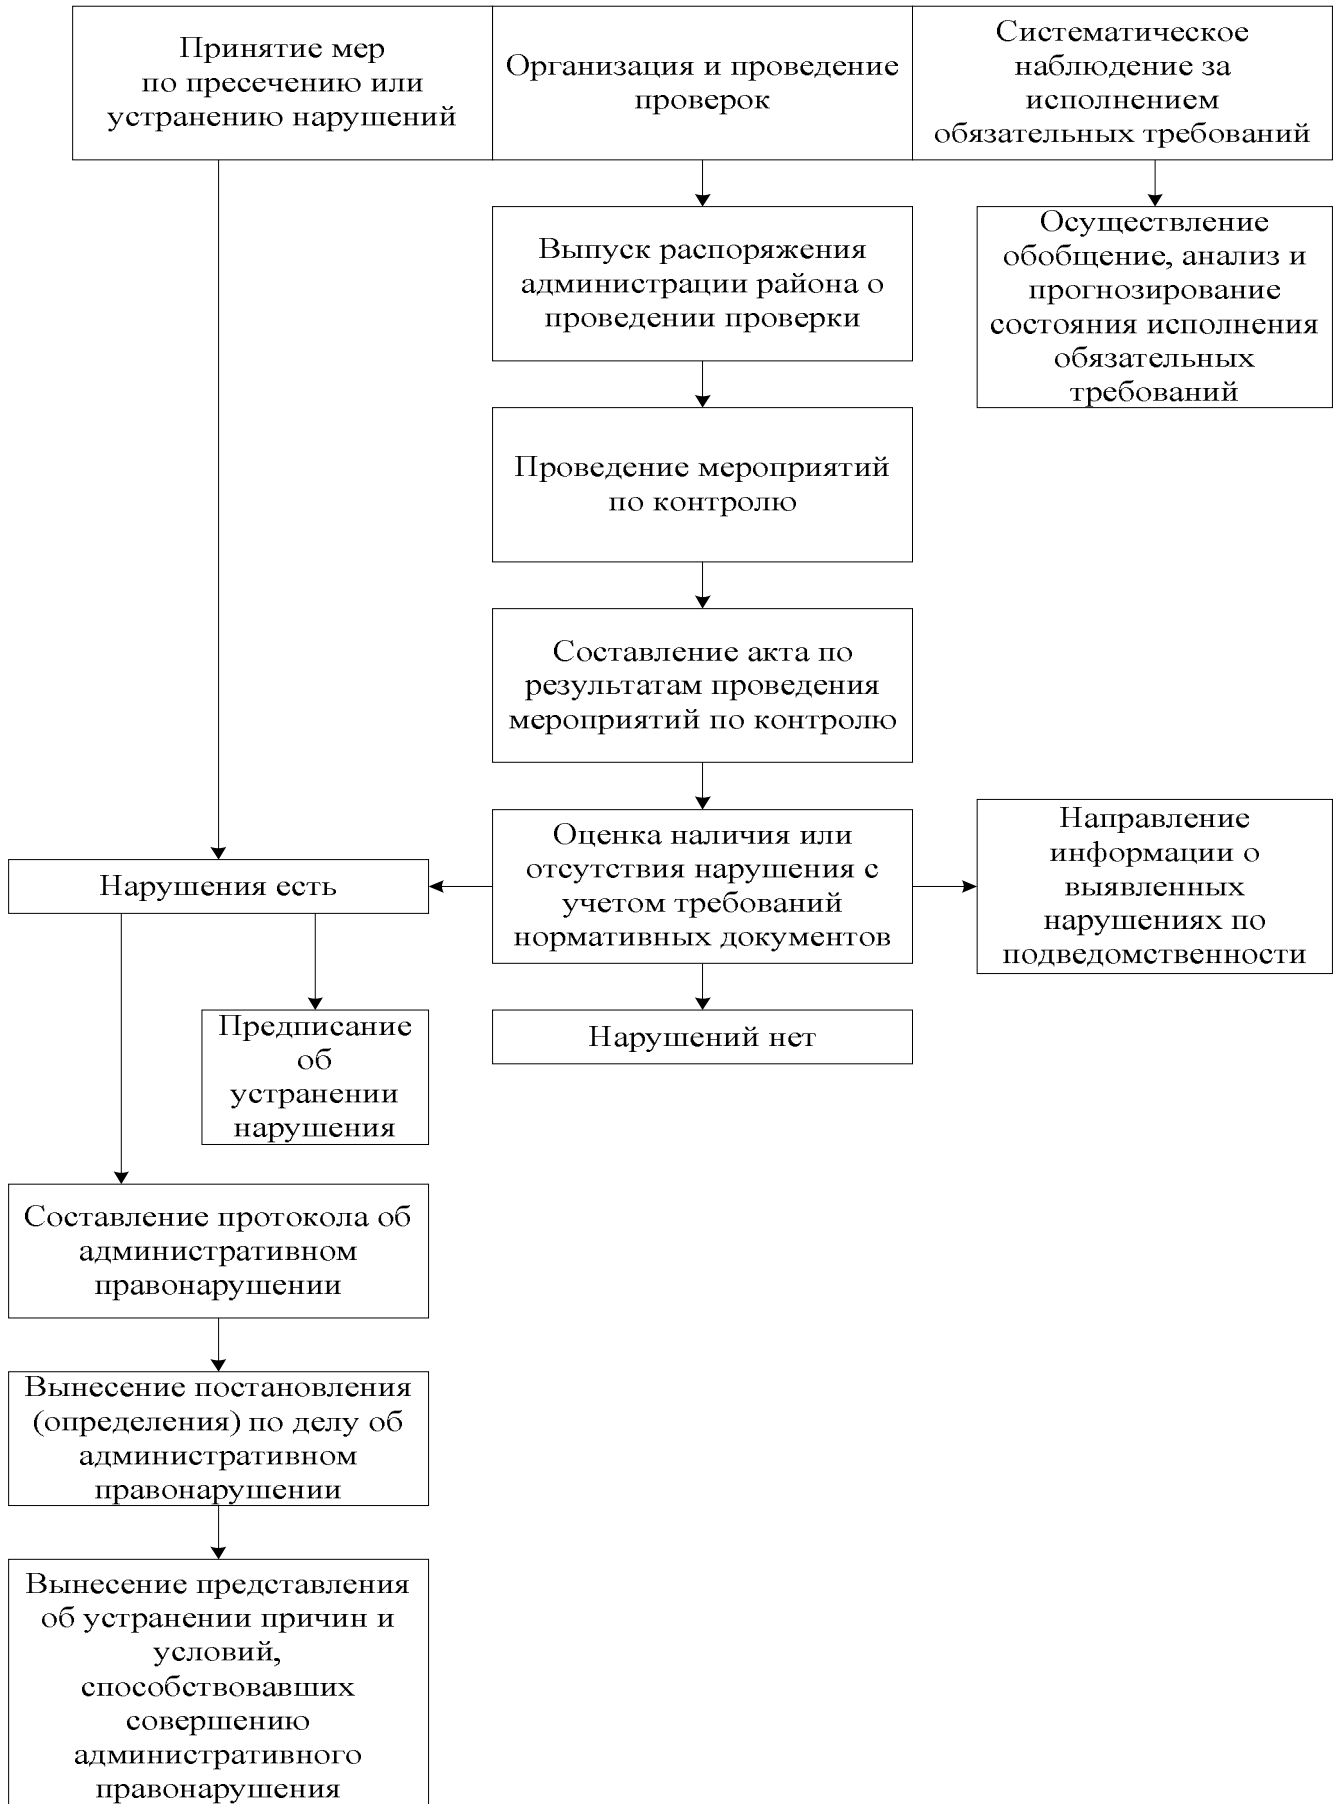 Принятие мер
по пресечению или
устранению нарушений
Организация и проведение
проверок
Систематическое
наблюдение за
исполнением
обязательных требований
Выпуск распоряжения
администрации района о
проведении проверки
Осуществление
обобщение, анализ и
прогнозирование
состояния исполнения
обязательных
требований
Проведение мероприятий
по контролю
Составление акта по
результатам проведения
мероприятий по контролю
Оценка наличия или
отсутствия нарушения с
учетом требований
нормативных документов
Направление
информации о
выявленных
нарушениях по
подведомственности
Нарушения есть
Нарушений нет
Предписание
об
устранении
нарушения
Составление протокола об
административном
правонарушении
Вынесение постановления
(определения) по делу об
административном
правонарушении
Вынесение представления
об устранении причин и
условий,
способствовавших
совершению
административного
правонарушения